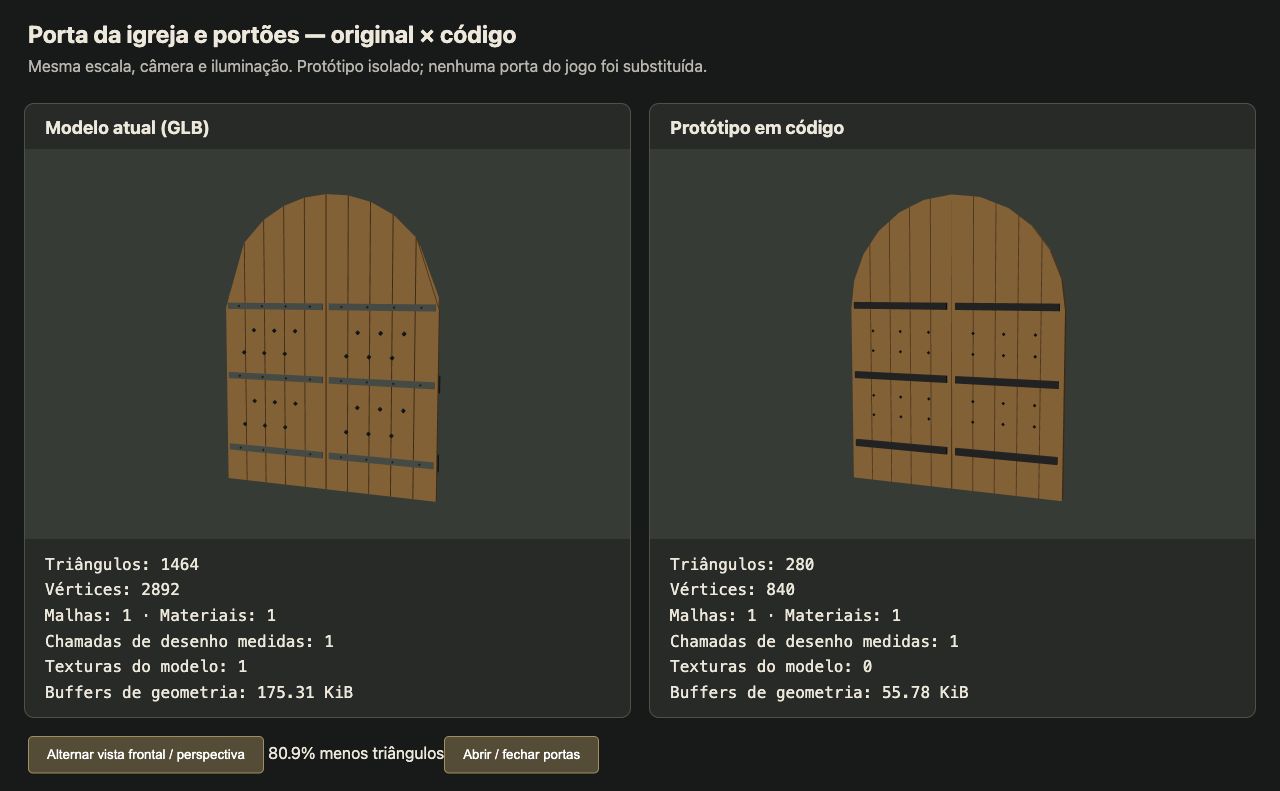 Porta da igreja e portões — original × código
Mesma escala, câmera e iluminação. Protótipo isolado; nenhuma porta do jogo foi substituída.
Modelo atual (GLB)
Triângulos: 1464
Vértices: 2892
Malhas: 1 · Materiais: 1
Chamadas de desenho medidas: 1
Texturas do modelo: 1
Buffers de geometria: 175.31 KiB
Protótipo em código
Triângulos: 280
Vértices: 840
Malhas: 1 · Materiais: 1
Chamadas de desenho medidas: 1
Texturas do modelo: 0
Buffers de geometria: 55.78 KiB
Alternar vista frontal / perspectiva
80.9% menos triângulos
Abrir / fechar portas